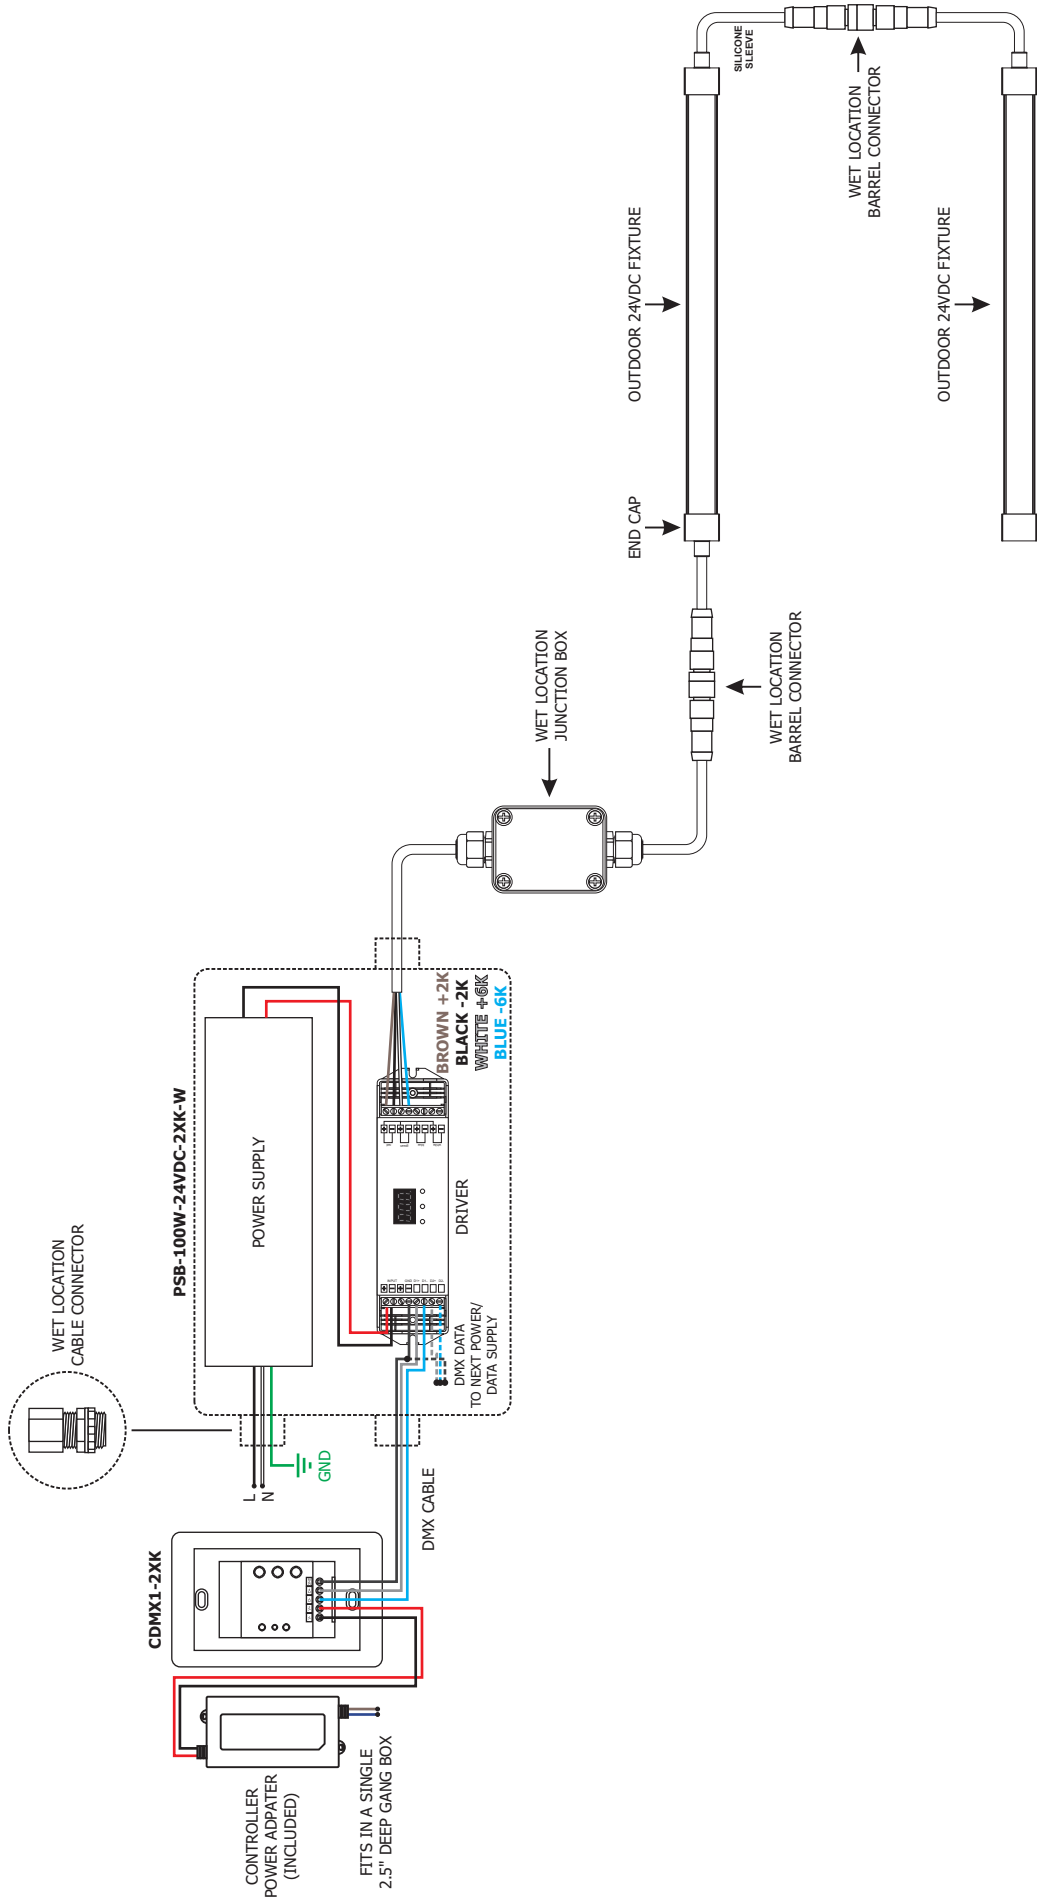 CONTROLLER
POWER ADPATER
(INCLUDED)
FITS IN A SINGLE
2.5" DEEP GANG BOX
CDMX1-2XK
DMX CABLE
L
N
GND
WET LOCATION
CABLE CONNECTOR
PSB-100W-24VDC-2XK-W
POWER SUPPLY
DRIVER
INPUT
GND
DMX DATA
TO NEXT POWER/
DATA SUPPLY
BROWN +2K
BLACK -2K
WHITE +6K
BLUE -6K
WET LOCATION
JUNCTION BOX
WET LOCATION
BARREL CONNECTOR
END CAP
OUTDOOR 24VDC FIXTURE
SILICONE
SLEEVE
WET LOCATION
BARREL CONNECTOR
OUTDOOR 24VDC FIXTURE